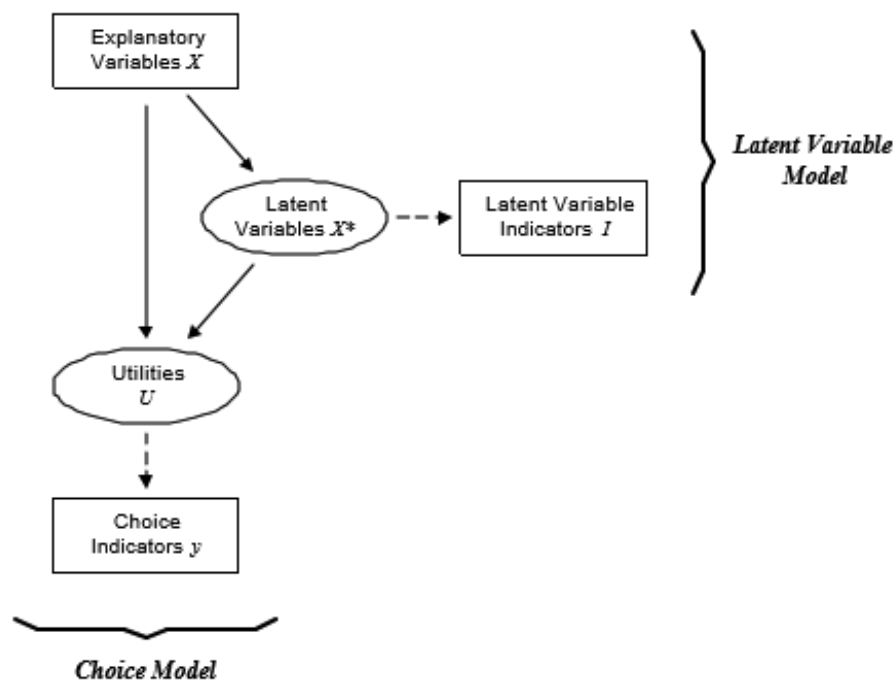 Explanatory
Variables X
Latent Variable
Model
Latent
Variables X*
Latent Variable
Indicators I
Utilities
U
Choice
Indicators y
Choice Model